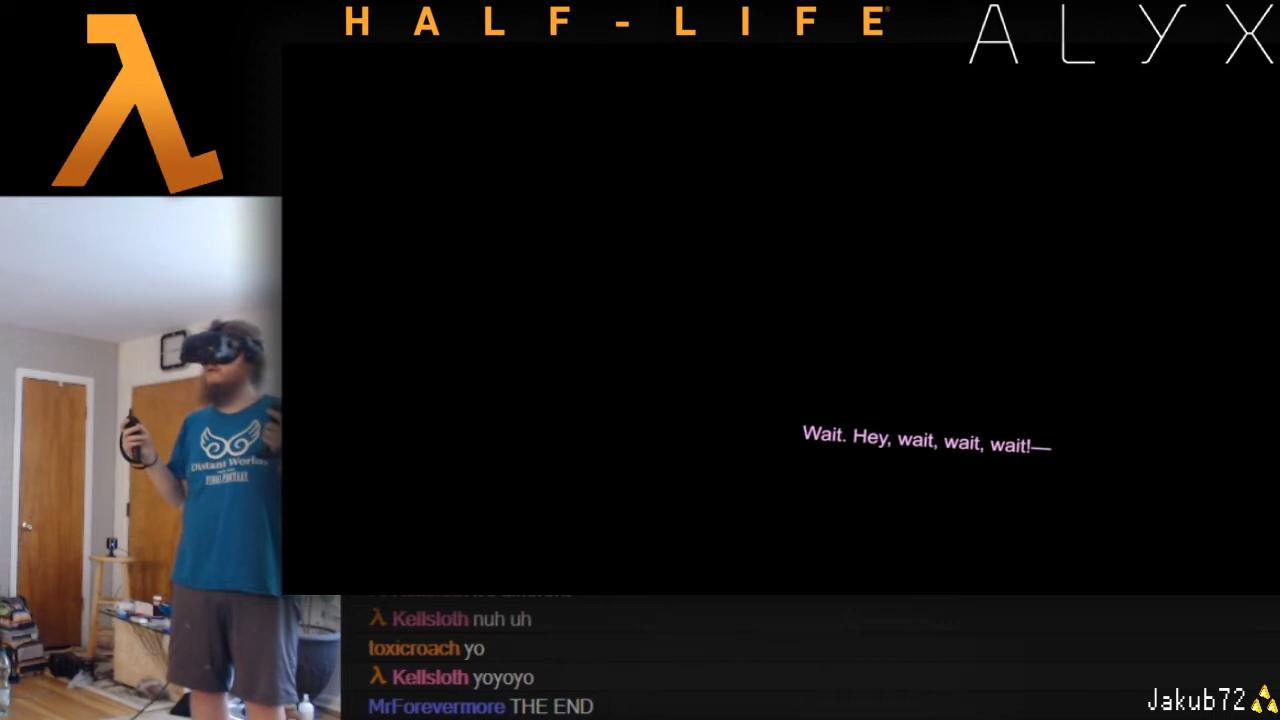 HALF-LIFE
ALYX
Wait. Hey, wait, wait, wait!—
Distant Worlds
FINAL FANTASY
Kellsloth nuh uh
toxicroach yo
Kellsloth yoyoyo
MrForevermore THE END
Jakub72